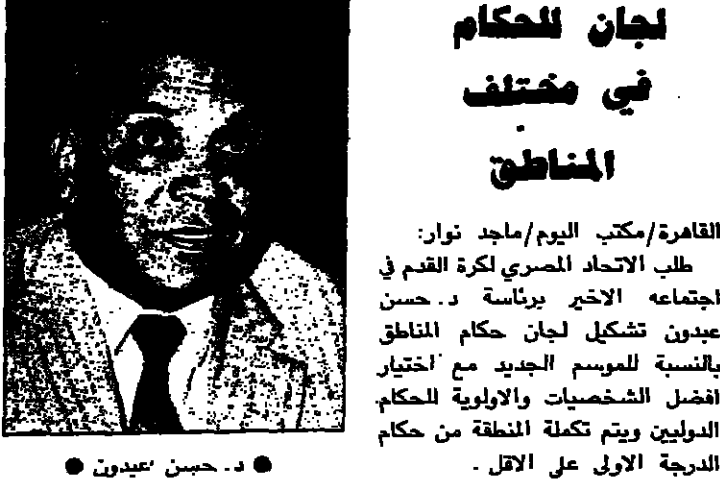 لجان للحكام
في مختلف
المناطق
القاهرة/مكتب اليوم/ماجد نوار:
طلب الاتحاد المصري لكرة القدم في
اجتماعه الاخير برئاسة د. حسن
عبدون تشكيل لجان حكام المناطق
بالنسبة للموسم الجديد مع اختيار
افضل الشخصيات والاولوية للحكام
الدوليين ويتم تكملة المنطقة من حكام
الدرجة الاولى على الاقل .
● د. حسن عبدون ●